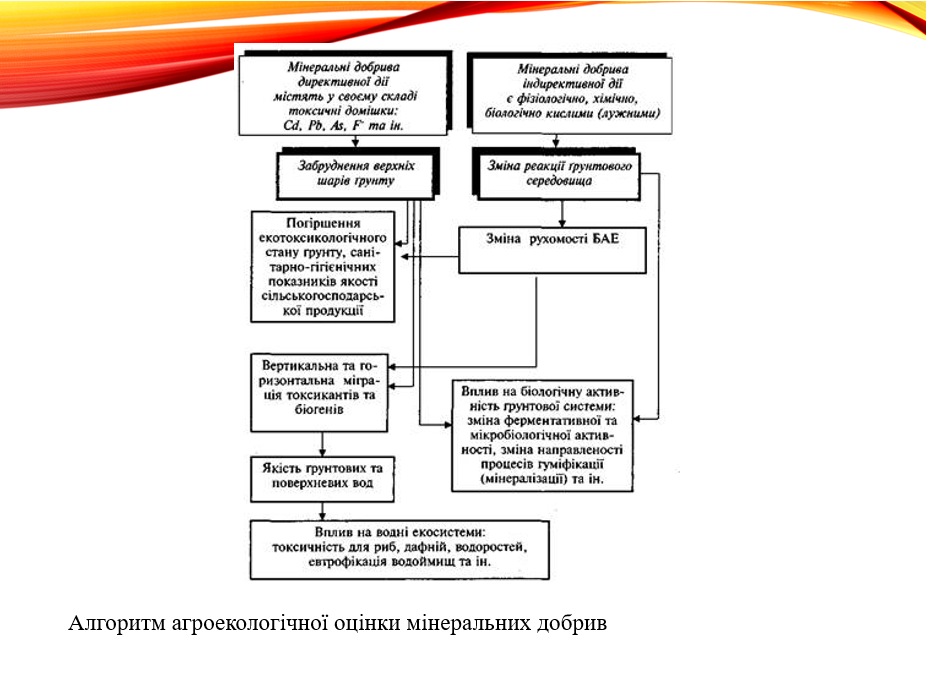 Мінеральні добрива
директивної дії
містять у своєму складі
токсичні домішки:
Cd, Pb, As, F⁻ та ін.
Мінеральні добрива
індирективної дії
є фізіологічно, хімічно,
біологічно кислими (лужними)
Забруднення верхніх
шарів ґрунту
Зміна реакції ґрунтового
середовища
Погіршення
екотоксикологічного
стану ґрунту, сані-
тарно-гігієнічних
показників якості
сільськогосподарсь-
кої продукції
Зміна рухомості БАЕ
Вертикальна та го-
ризонтальна мігра-
ція токсикантів та
біогенів
Вплив на біологічну актив-
ність ґрунтової системи:
зміна ферментативної та
мікробіологічної актив-
ності, зміна направленості
процесів гуміфікації
(мінералізації) та ін.
Якість ґрунтових та
поверхневих вод
Вплив на водні екосистеми:
токсичність для риб, дафній, водоростей,
евтрофікація водоймищ та ін.
Алгоритм агроекологічної оцінки мінеральних добрив